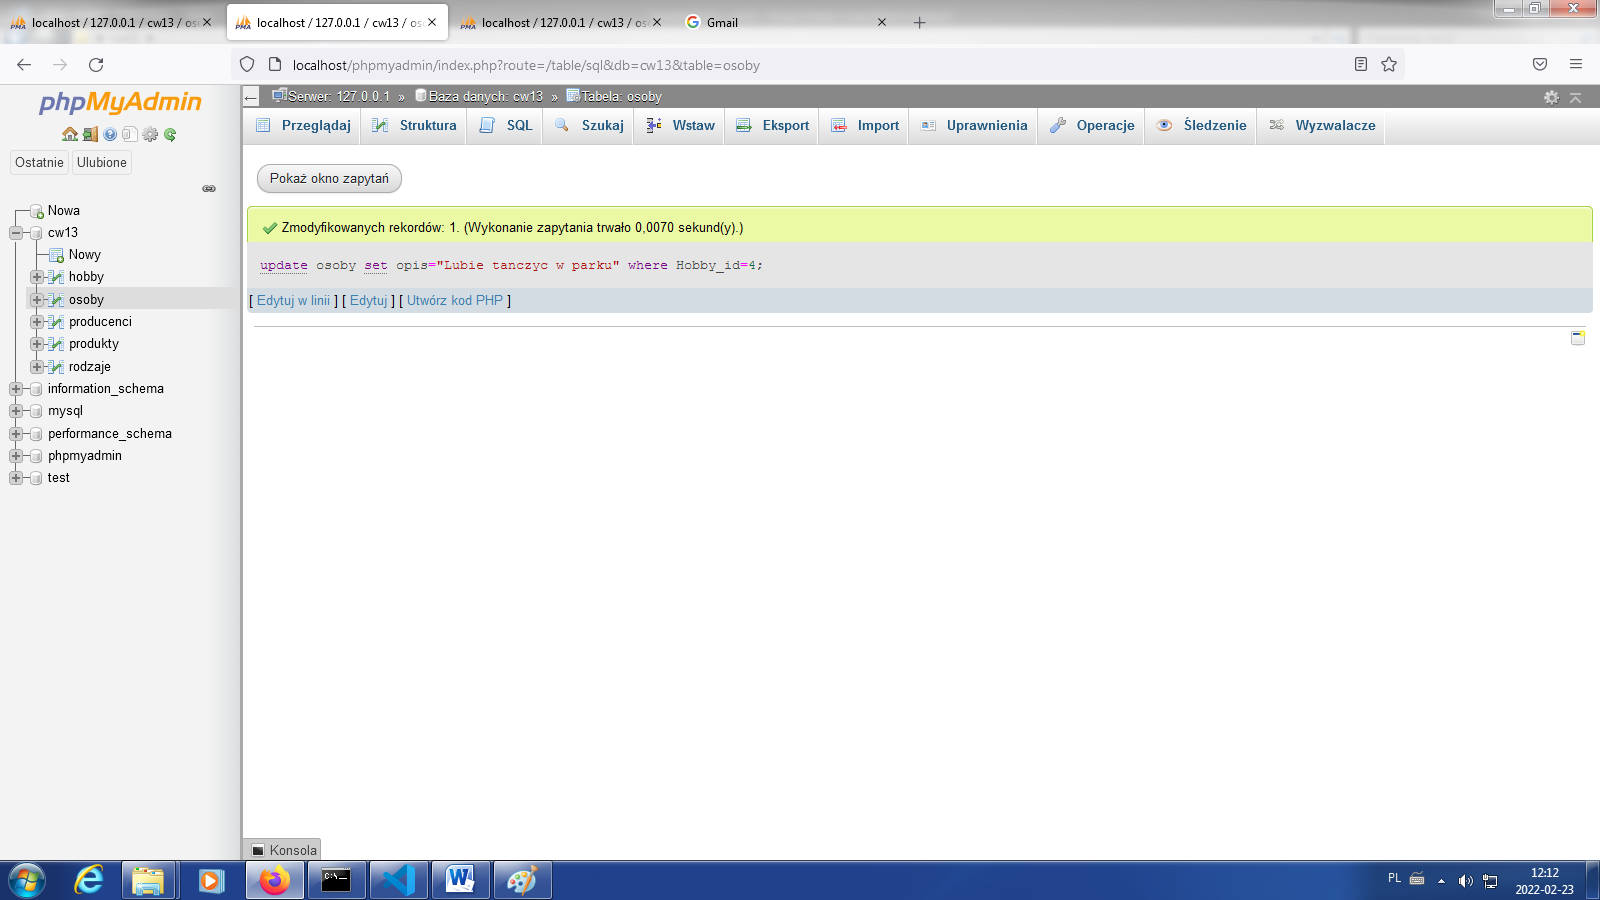 localhost / 127.0.0.1 / cw13 / oso
localhost / 127.0.0.1 / cw13 / oso
localhost / 127.0.0.1 / cw13 / oso
Gmail
localhost/phpmyadmin/index.php?route=/table/sql&db=cw13&table=osoby
phpMyAdmin
Ostatnie
Ulubione
Nowa
cw13
Nowy
hobby
osoby
producenci
produkty
rodzaje
information_schema
mysql
performance_schema
phpmyadmin
test
Serwer: 127.0.0.1 » Baza danych: cw13 » Tabela: osoby
Przeglądaj
Struktura
SQL
Szukaj
Wstaw
Eksport
Import
Uprawnienia
Operacje
Śledzenie
Wyzwalacze
Pokaż okno zapytań
Zmodyfikowanych rekordów: 1. (Wykonanie zapytania trwało 0,0070 sekund(y).)
update osoby set opis="Lubie tanczyc w parku" where Hobby_id=4;
[ Edytuj w linii ] [ Edytuj ] [ Utwórz kod PHP ]
Konsola
PL
12:12
2022-02-23